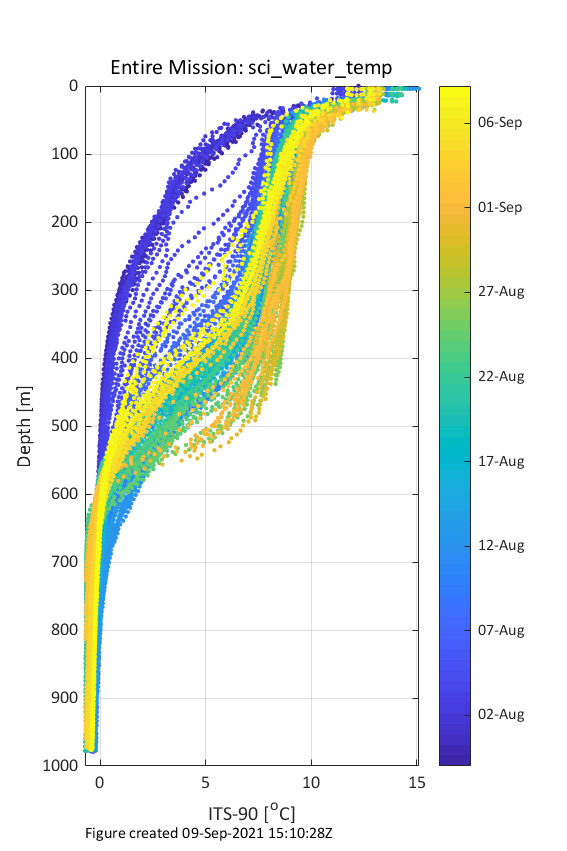 Entire Mission: sci_water_temp
0
100
200
300
400
500
600
700
800
900
1000
Depth [m]
0 5 10 15
ITS-90 [°C]
06-Sep
01-Sep
27-Aug
22-Aug
17-Aug
12-Aug
07-Aug
02-Aug
Figure created 09-Sep-2021 15:10:28Z